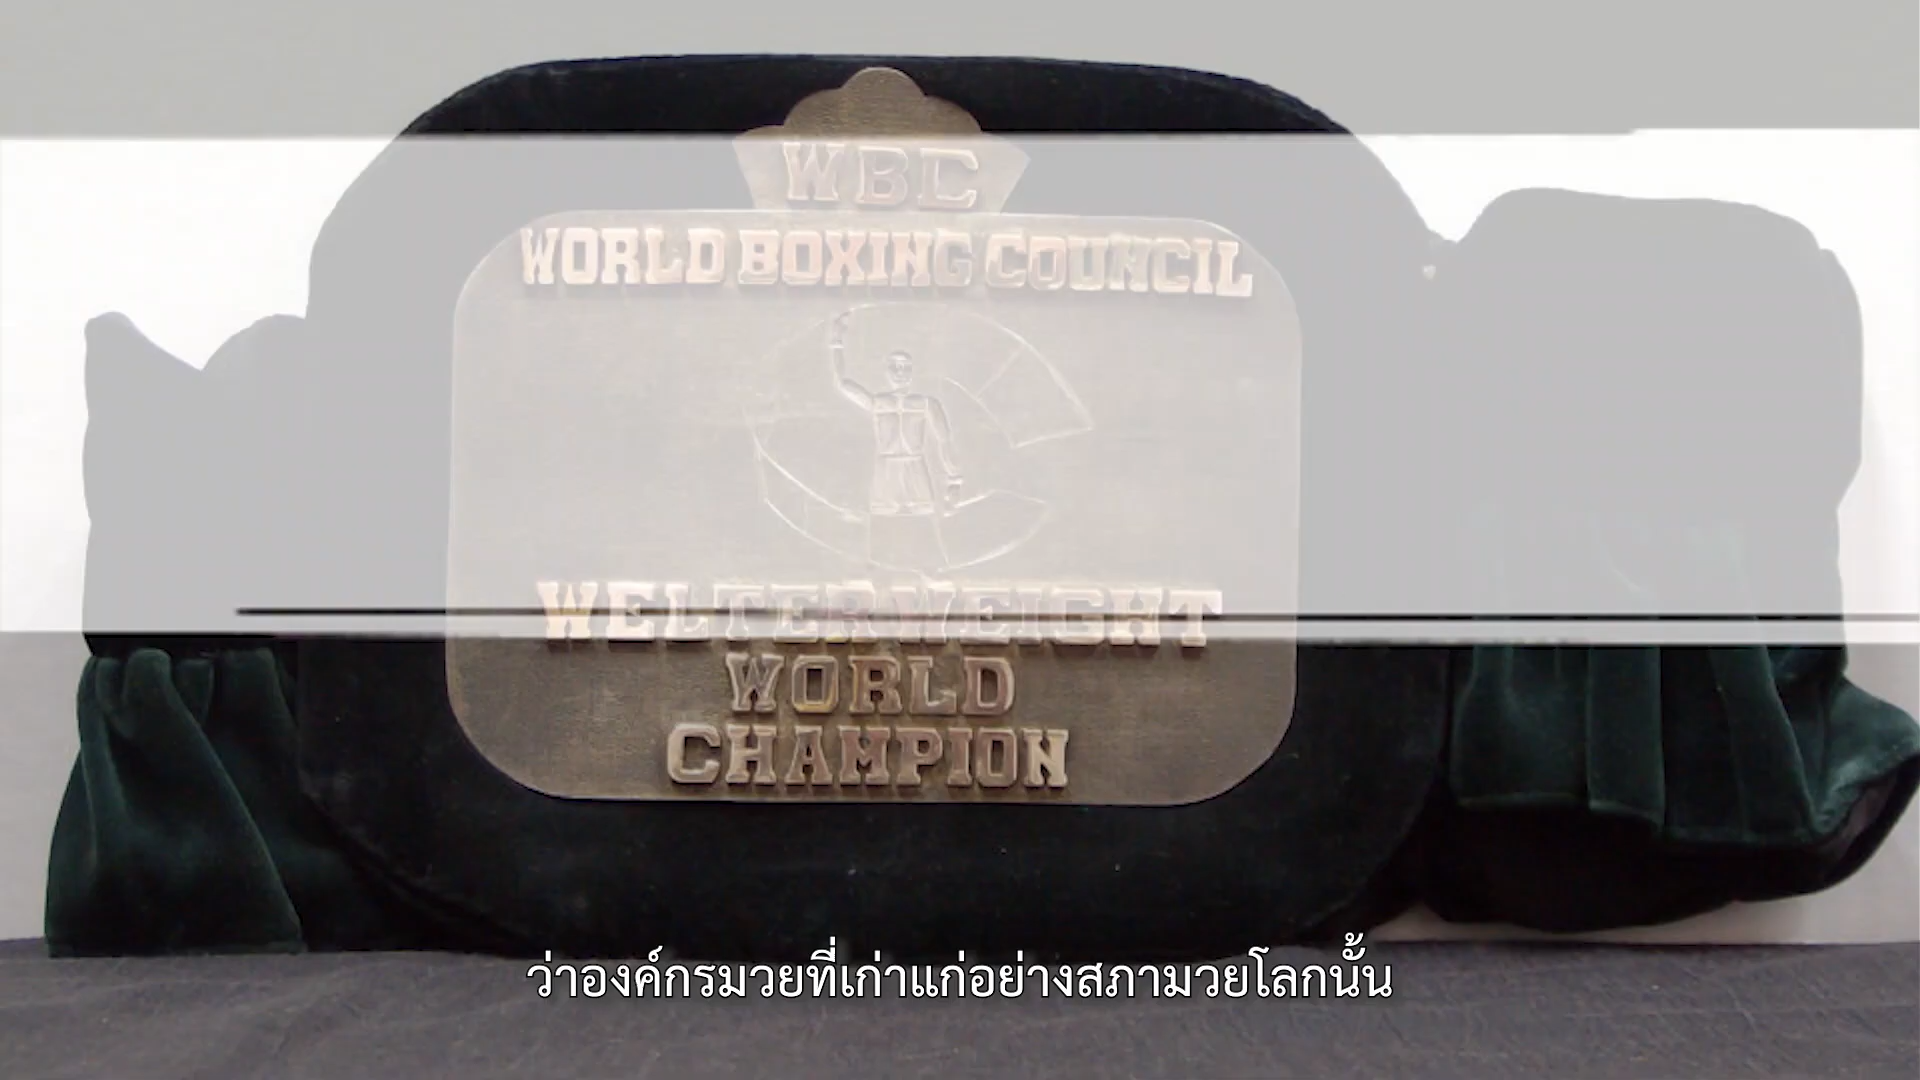 WBC
WORLD BOXING COUNCIL
WELTERWEIGHT
WORLD
CHAMPION
ว่าองค์กรมวยที่เก่าแก่อย่างสภามวยโลกนั้น